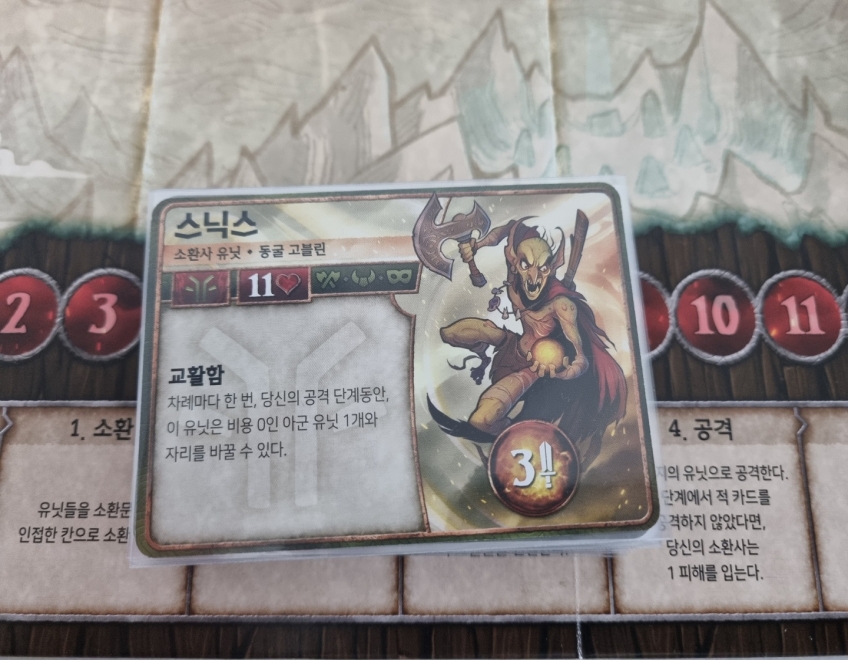 스닉스
소환사 유닛 • 동굴 고블린
11
교활함
차례마다 한 번, 당신의 공격 단계동안,
이 유닛은 비용 0인 아군 유닛 1개와
자리를 바꿀 수 있다.
3
2 3
10 11
1. 소환
유닛들을 소환문
인접한 칸으로 소환
4. 공격
유닛으로 공격한다.
단계에서 적 카드를
격하지 않았다면,
당신의 소환사는
1 피해를 입는다.